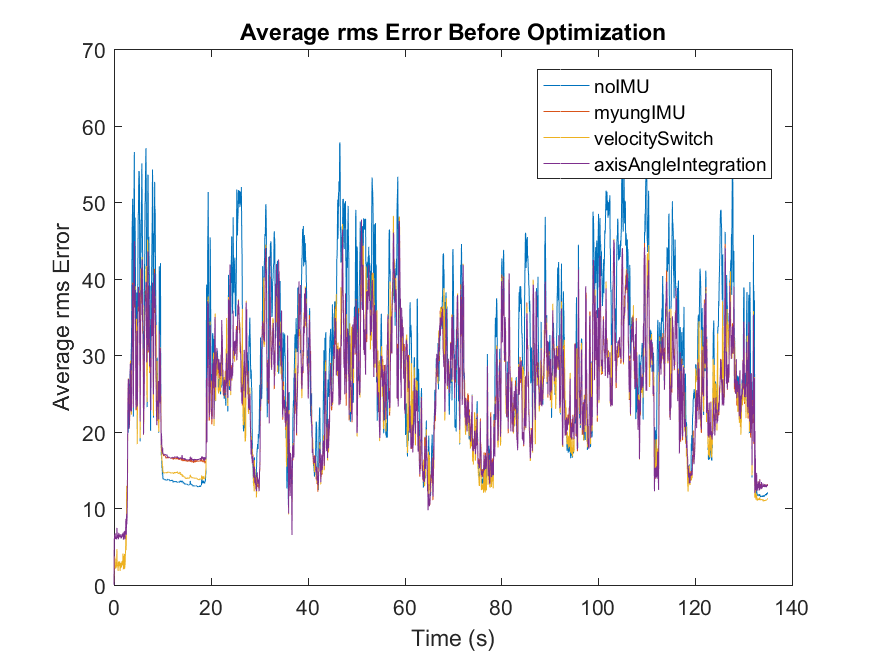 Average rms Error Before Optimization
70
60
50
40
30
20
10
0
Average rms Error
noIMU
myungIMU
velocitySwitch
axisAngleIntegration
0 20 40 60 80 100 120 140
Time (s)